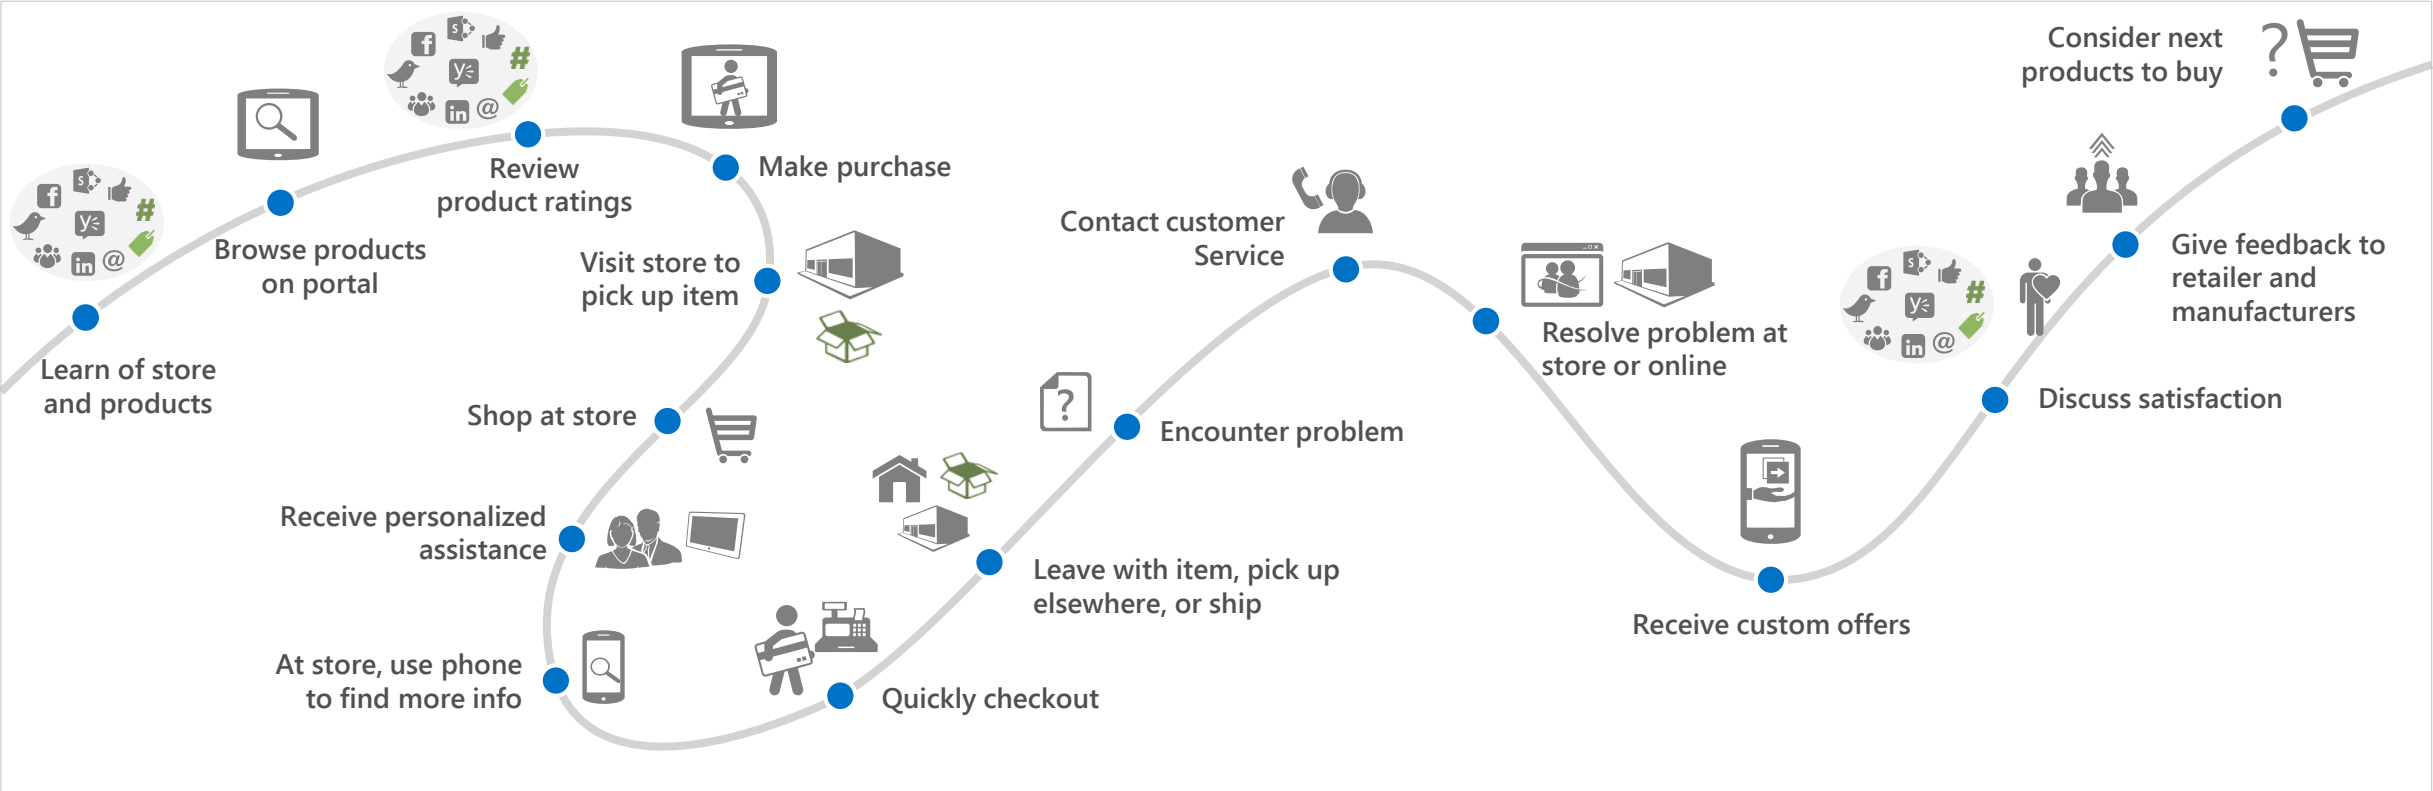 Learn of store
and products
Browse products
on portal
Review
product ratings
Make purchase
Visit store to
pick up item
Shop at store
Receive personalized
assistance
At store, use phone
to find more info
Quickly checkout
Leave with item, pick up
elsewhere, or ship
Encounter problem
Contact customer
Service
Resolve problem at
store or online
Receive custom offers
Discuss satisfaction
Give feedback to
retailer and
manufacturers
Consider next
products to buy